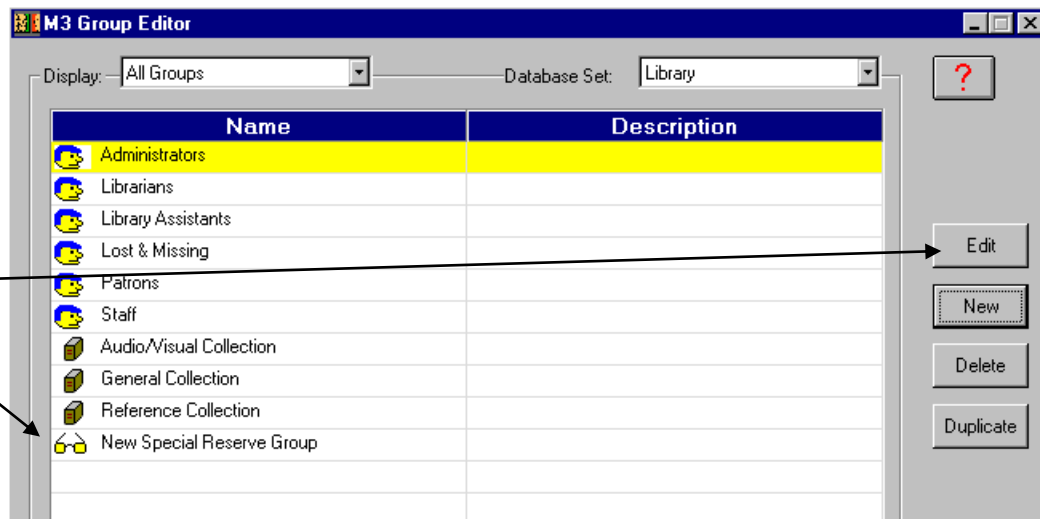 M3 Group Editor
Display: All Groups Database Set: Library ?
Name Description
Administrators
Librarians
Library Assistants
Lost & Missing
Edit
Patrons
Staff
New
Audio/Visual Collection
General Collection
Delete
Reference Collection
New Special Reserve Group
Duplicate